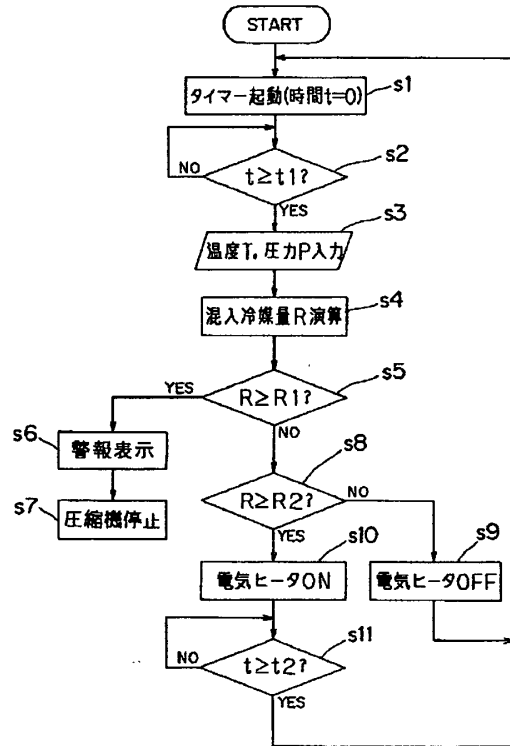 START
タイマー起動(時間t=0)
s1
t≥t1?
s2
NO
YES
s3
温度T, 圧力P入力
s4
混入冷媒量R演算
s5
YES
R≥R1?
NO
s6
警報表示
s8
s7
圧縮機停止
R≥R2?
NO
YES
s10
s9
電気ヒータON
電気ヒータOFF
s11
t≥t2?
NO
YES